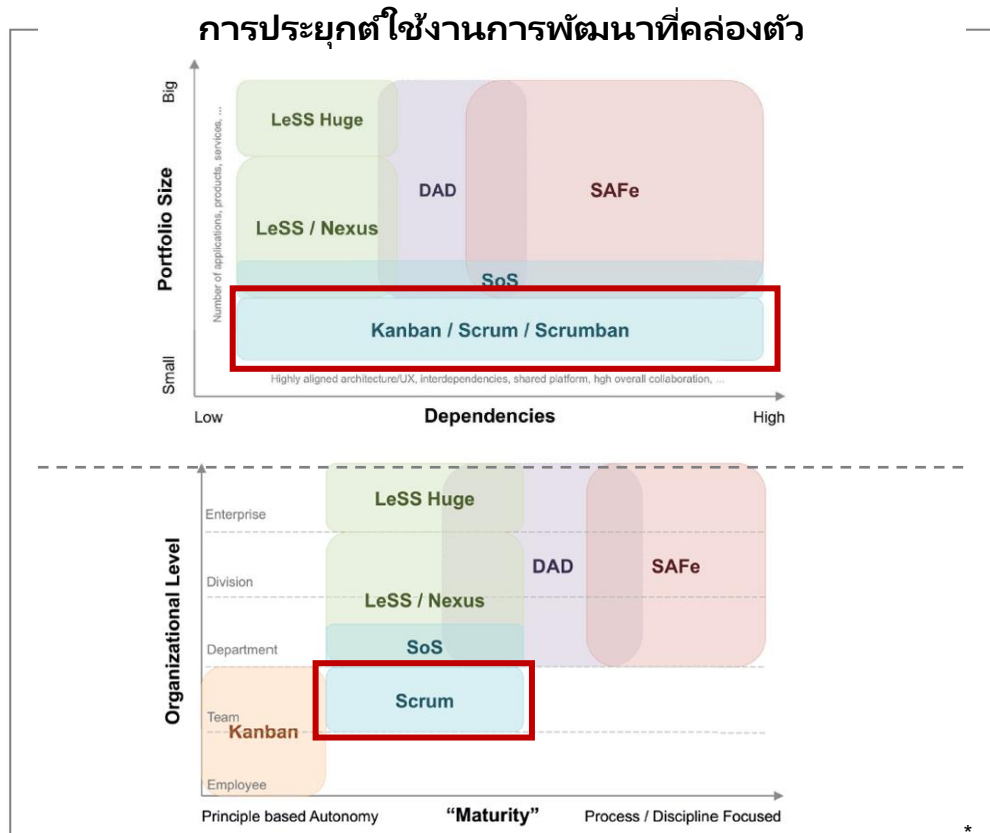 การประยุกต์ใช้งานการพัฒนาที่คล่องตัว
Big
Portfolio Size
Small
Number of applications, products, services, ...
LeSS Huge
DAD
SAFe
LeSS / Nexus
SoS
Kanban / Scrum / Scrumban
Highly aligned architecture/UX, interdependencies, shared platform, hgh overall collaboration, ...
Low
Dependencies
High
Organizational Level
Enterprise
LeSS Huge
Division
DAD
SAFe
LeSS / Nexus
Department
SoS
Scrum
Team
Kanban
Employee
Principle based Autonomy
"Maturity"
Process / Discipline Focused
*